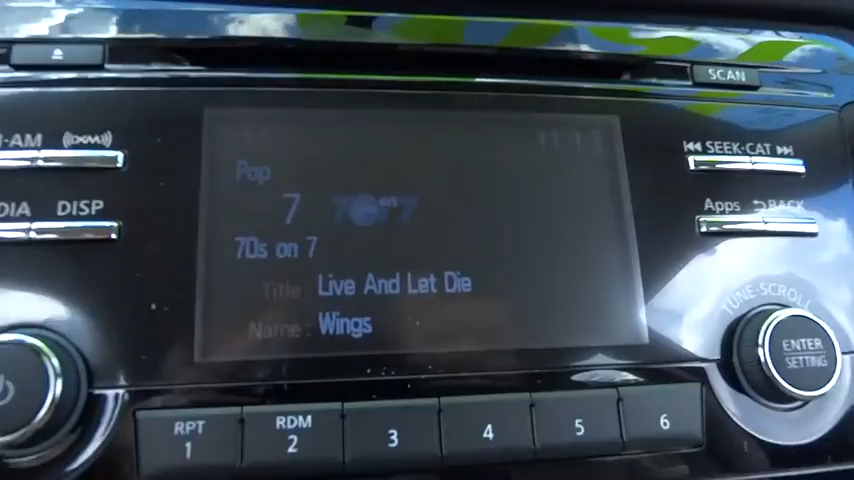 SCAN
AM
((XM))
SEEK·CAT
DISP
Apps
BACK
Pop
7
70s on 7
Title : Live And Let Die
Name : Wings
TUNE·SCROLL
ENTER
SETTING
RPT
1
RDM
2
3
4
5
6